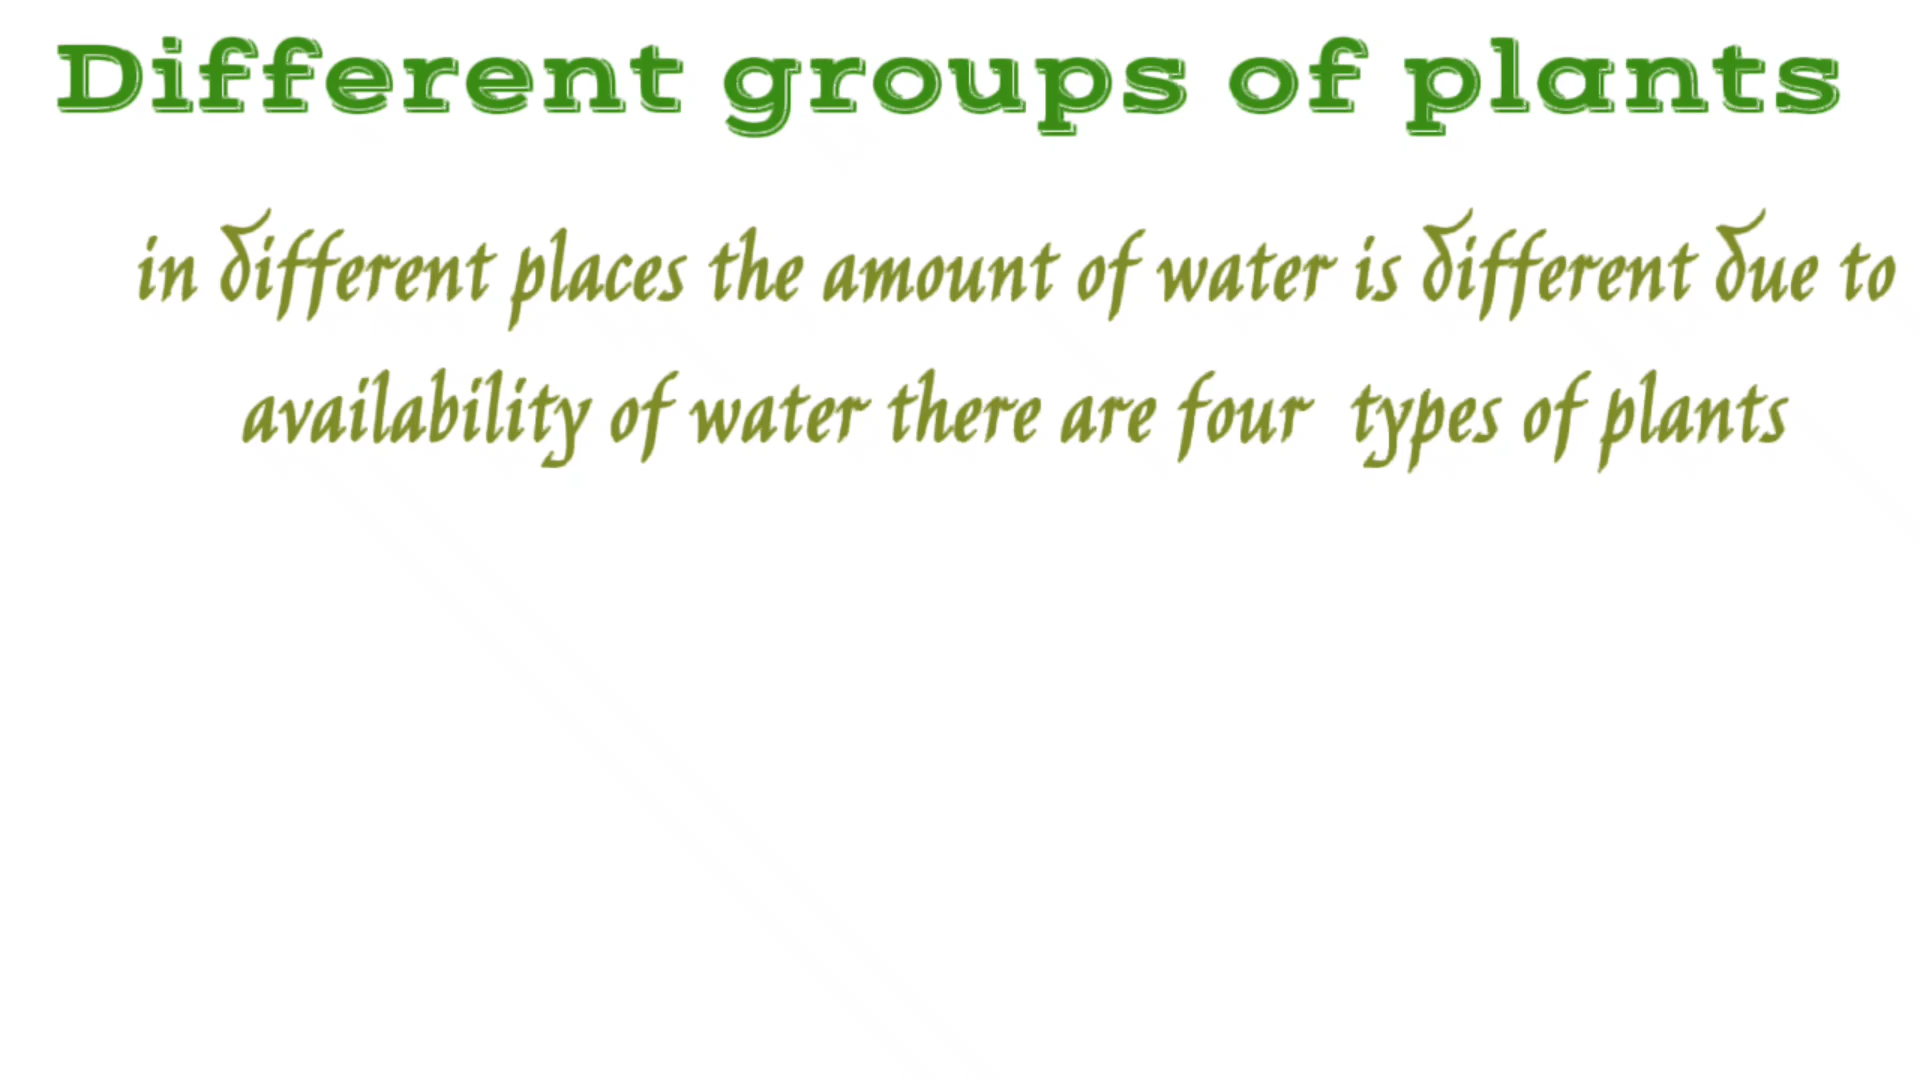 Different groups of plants
in different places the amount of water is different due to
availability of water there are four types of plants